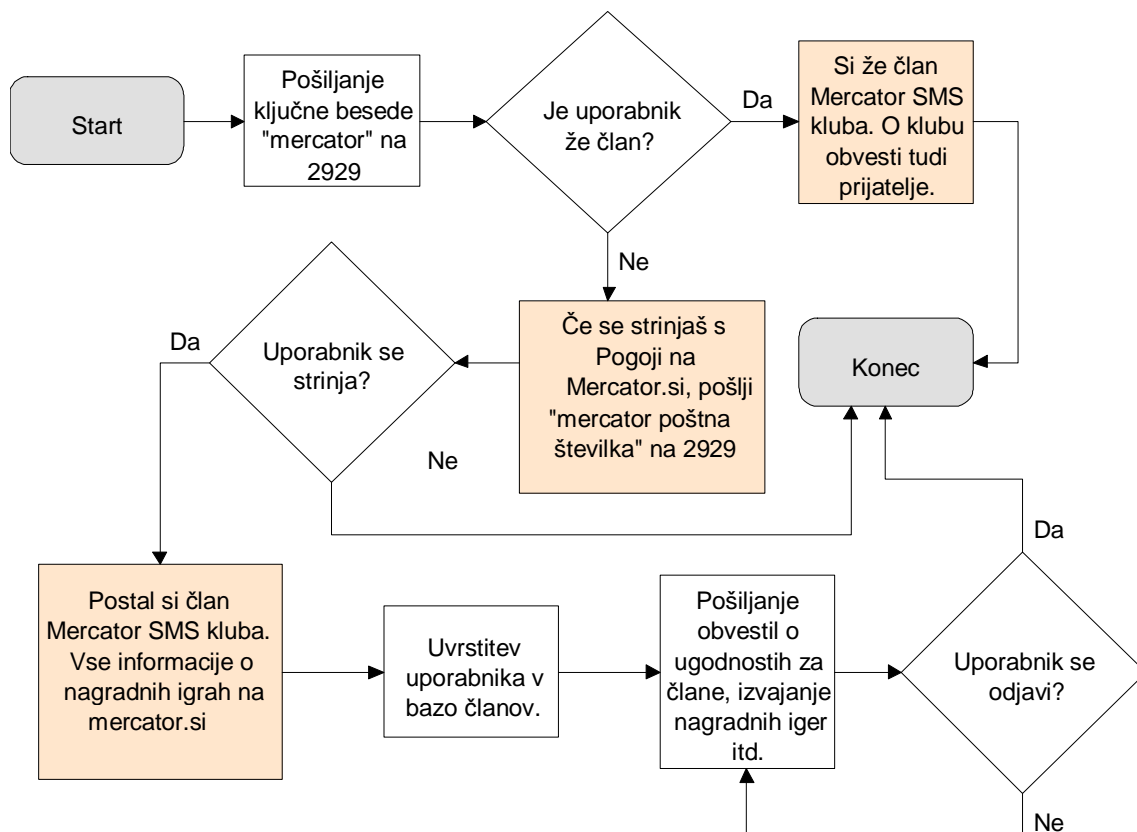 Start
Pošiljanje
ključne besede
"mercator" na
2929
Je uporabnik
že član?
Da
Si že član
Mercator SMS
kluba. O klubu
obvesti tudi
prijatelje.
Ne
Če se strinjaš s
Pogoji na
Mercator.si, pošlji
"mercator poštna
številka" na 2929
Uporabnik se
strinja?
Da
Ne
Konec
Postal si član
Mercator SMS kluba.
Vse informacije o
nagradnih igrah na
mercator.si
Uvrstitev
uporabnika v
bazo članov.
Pošiljanje
obvestil o
ugodnostih za
člane, izvajanje
nagradnih iger
itd.
Uporabnik se
odjavi?
Da
Ne